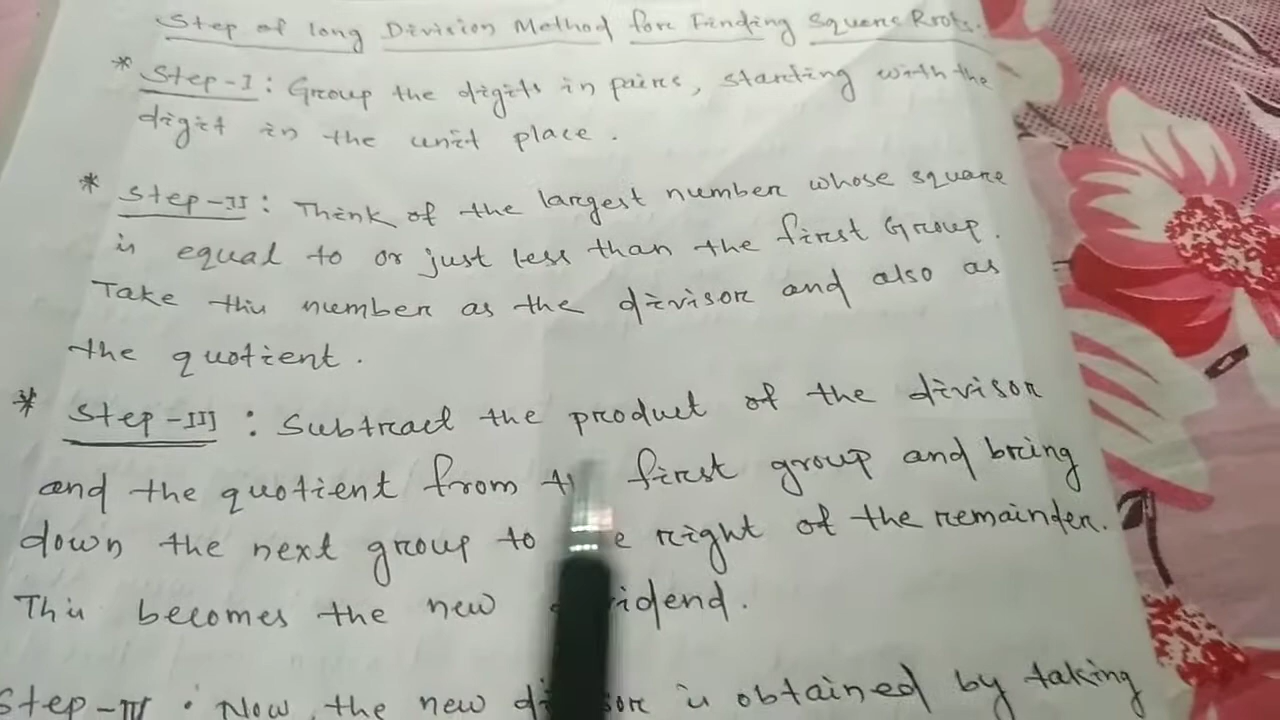 Step of long Division Method for Finding Square Root.
* Step-I: Group the digits in pairs, starting with the
digit in the unit place.
* Step-II: Think of the largest number whose square
is equal to or just less than the first Group.
Take this number as the divisor and also as
the quotient.
* Step-III: Subtract the product of the divisor
and the quotient from first group and bring
down the next group to right of the remainder.
This becomes the new dividend.
Step-IV: Now, the new divisor is obtained by taking